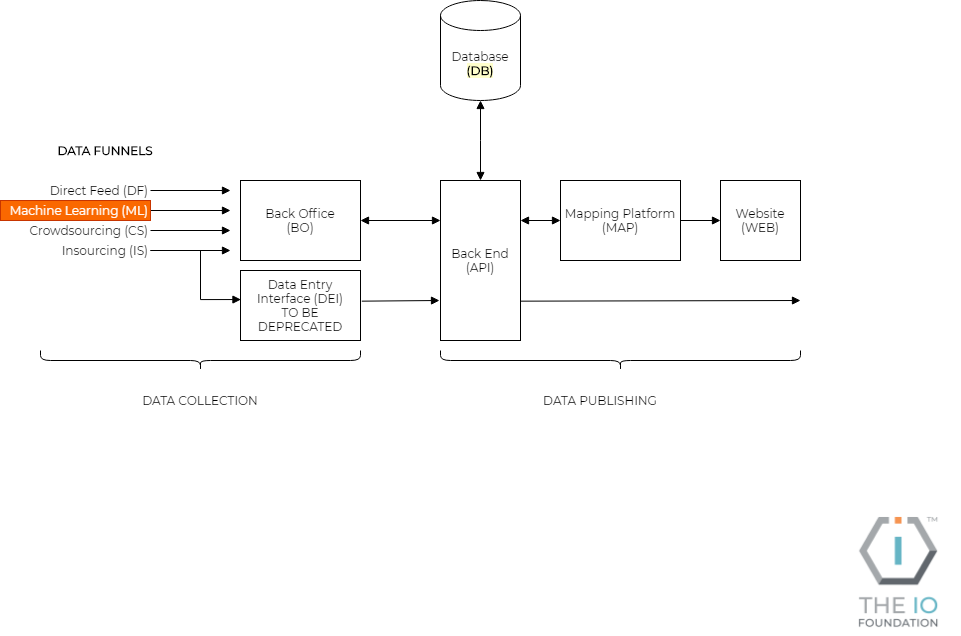 Database
(DB)
DATA FUNNELS
Direct Feed (DF)
Machine Learning (ML)
Crowdsourcing (CS)
Insourcing (IS)
Back Office
(BO)
Data Entry
Interface (DEI)
TO BE
DEPRECATED
Back End
(API)
Mapping Platform
(MAP)
Website
(WEB)
DATA COLLECTION
DATA PUBLISHING
TM
THE IO
FOUNDATION